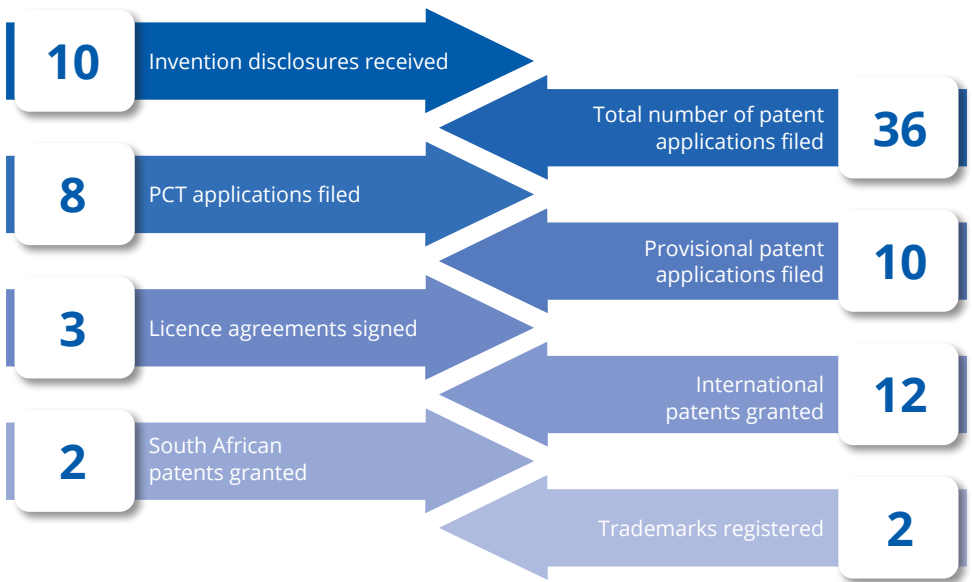 10
Invention disclosures received
Total number of patent
applications filed
36
8
PCT applications filed
Provisional patent
applications filed
10
3
Licence agreements signed
International
patents granted
12
2
South African
patents granted
Trademarks registered
2